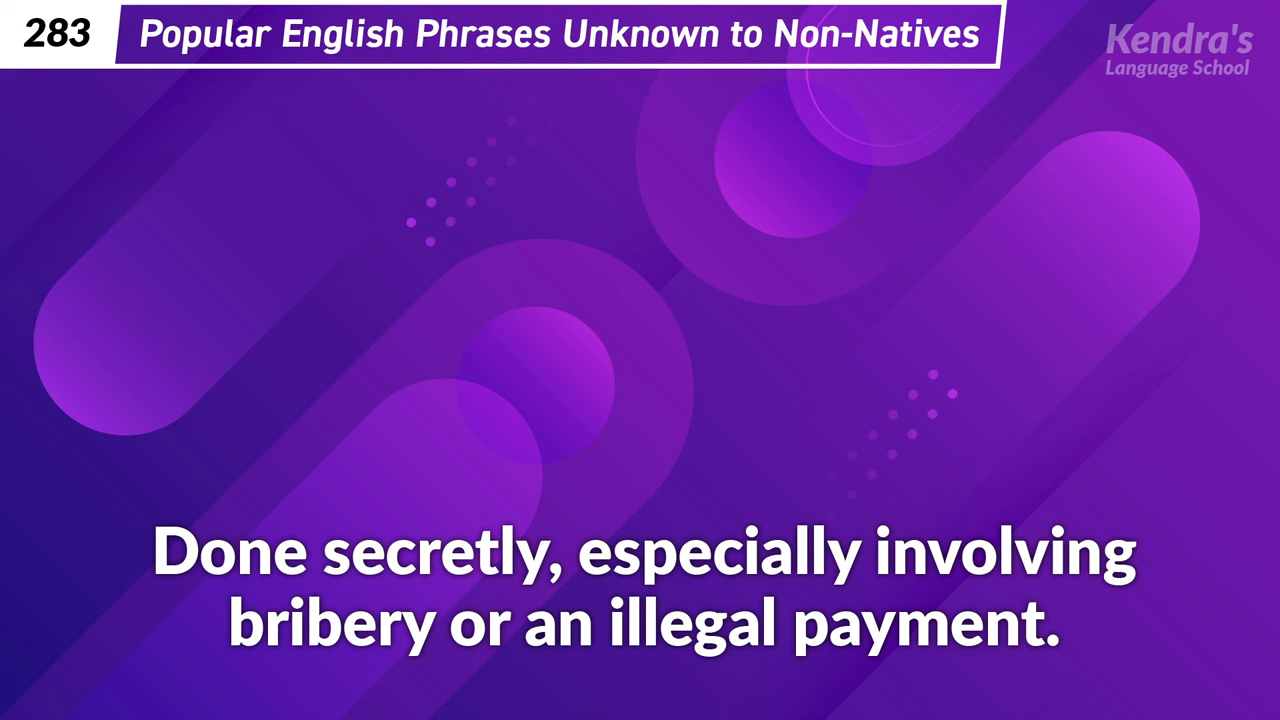 283
Popular English Phrases Unknown to Non-Natives
Kendra's
Language School
Done secretly, especially involving
bribery or an illegal payment.